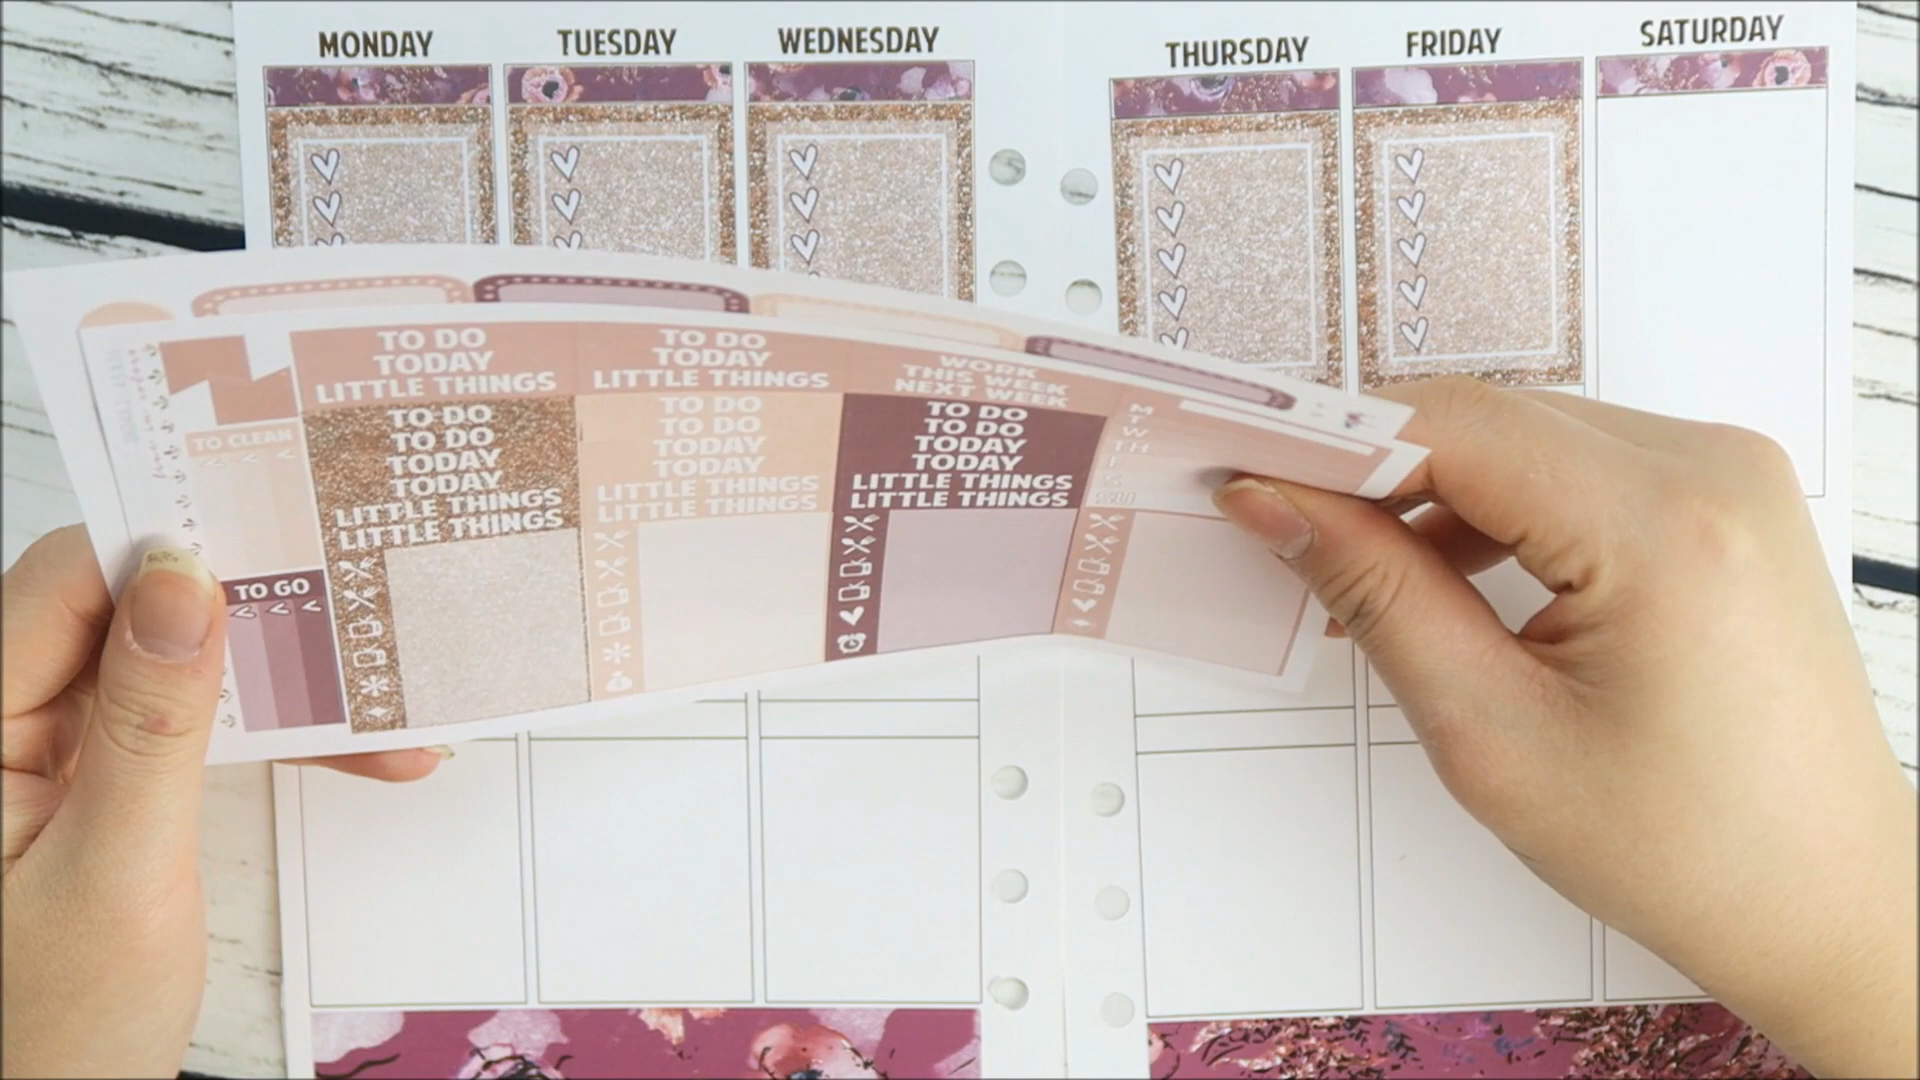 MONDAY
TUESDAY
WEDNESDAY
THURSDAY
FRIDAY
SATURDAY
TO DO
TODAY
LITTLE THINGS
TO DO
TODAY
LITTLE THINGS
WORK
THIS WEEK
NEXT WEEK
TO CLEAN
TO GO
TO DO
TO DO
TODAY
TODAY
LITTLE THINGS
LITTLE THINGS
TO DO
TO DO
TODAY
TODAY
LITTLE THINGS
LITTLE THINGS
TO DO
TO DO
TODAY
TODAY
LITTLE THINGS
LITTLE THINGS
M
T
W
TH
F
S